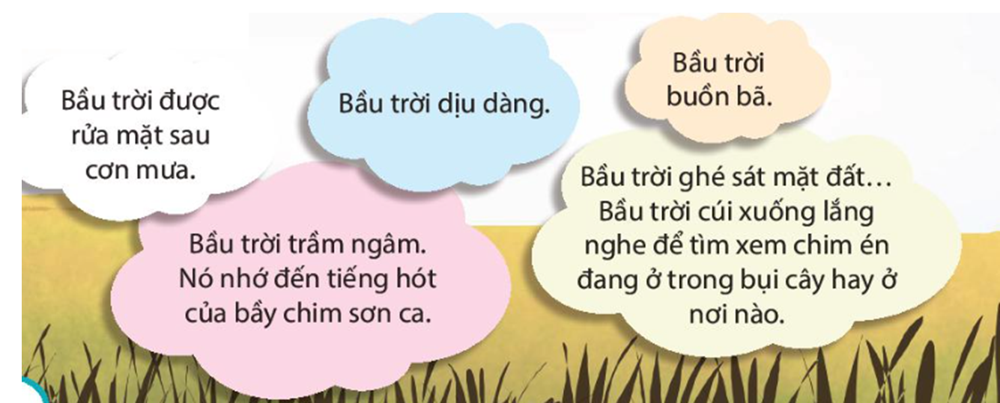 Bầu trời được
rửa mặt sau
cơn mưa.
Bầu trời dịu dàng.
Bầu trời
buồn bã.
Bầu trời trầm ngâm.
Nó nhớ đến tiếng hót
của bầy chim sơn ca.
Bầu trời ghé sát mặt đất...
Bầu trời cúi xuống lắng
nghe để tìm xem chim én
đang ở trong bụi cây hay ở
nơi nào.